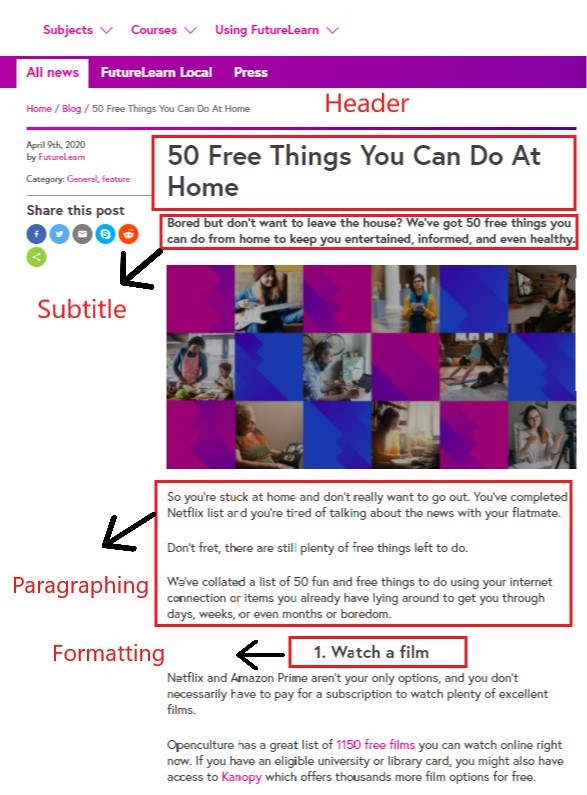 Subjects Courses Using FutureLearn
All news FutureLearn Local Press
Home / Blog / 50 Free Things You Can Do At Home
Header
April 9th, 2020
by FutureLearn
Category: General, feature
Share this post
50 Free Things You Can Do At
Home
Bored but don't want to leave the house? We've got 50 free things you
can do from home to keep you entertained, informed, and even healthy.
Subtitle
So you're stuck at home and don't really want to go out. You've completed
Netflix list and you're tired of talking about the news with your flatmate.
Don't fret, there are still plenty of free things left to do.
We've collated a list of 50 fun and free things to do using your internet
connection or items you already have lying around to get you through
days, weeks, or even months or boredom.
Paragraphing
Formatting
1. Watch a film
Netflix and Amazon Prime aren't your only options, and you don't
necessarily have to pay for a subscription to watch plenty of excellent
films.
Openculture has a great list of 1150 free films you can watch online right
now. If you have an eligible university or library card, you might also have
access to Kanopy which offers thousands more film options for free.